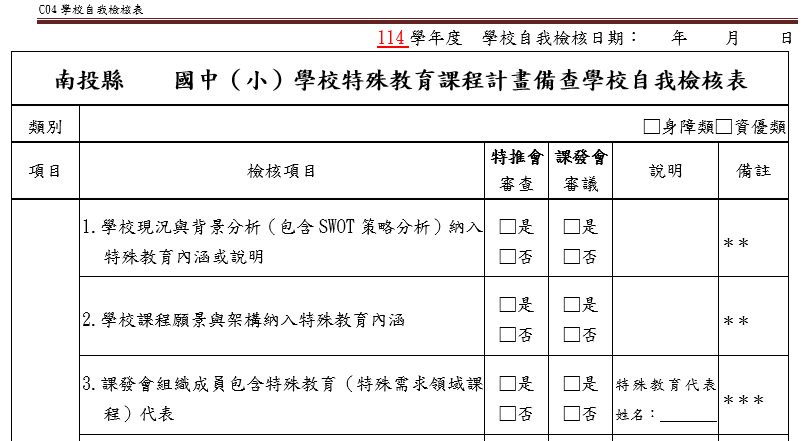 C04 學校自我檢核表
114 學年度 學校自我檢核日期： 年 月 日
南投縣 國中（小）學校特殊教育課程計畫備查學校自我檢核表
類別 □身障類□資優類
項目 檢核項目 特推會 課發會 說明 備註
審查 審議
1.學校現況與背景分析（包含 SWOT 策略分析）納入 □是 □是
特殊教育內涵或說明 □否 □否 **
2.學校課程願景與架構納入特殊教育內涵 □是 □是 **
□否 □否
3.課發會組織成員包含特殊教育（特殊需求領域課 □是 □是 特殊教育代表
程）代表 □否 □否 姓名：_______ ***